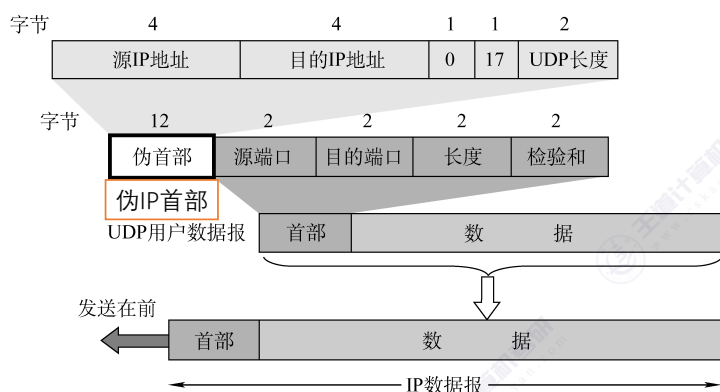 字节 4 4 1 1 2
源IP地址 目的IP地址 0 17 UDP长度
字节 12 2 2 2 2
伪首部 源端口 目的端口 长度 检验和
伪IP首部
UDP用户数据报 首部 数 据
发送在前
首部 数 据
IP数据报